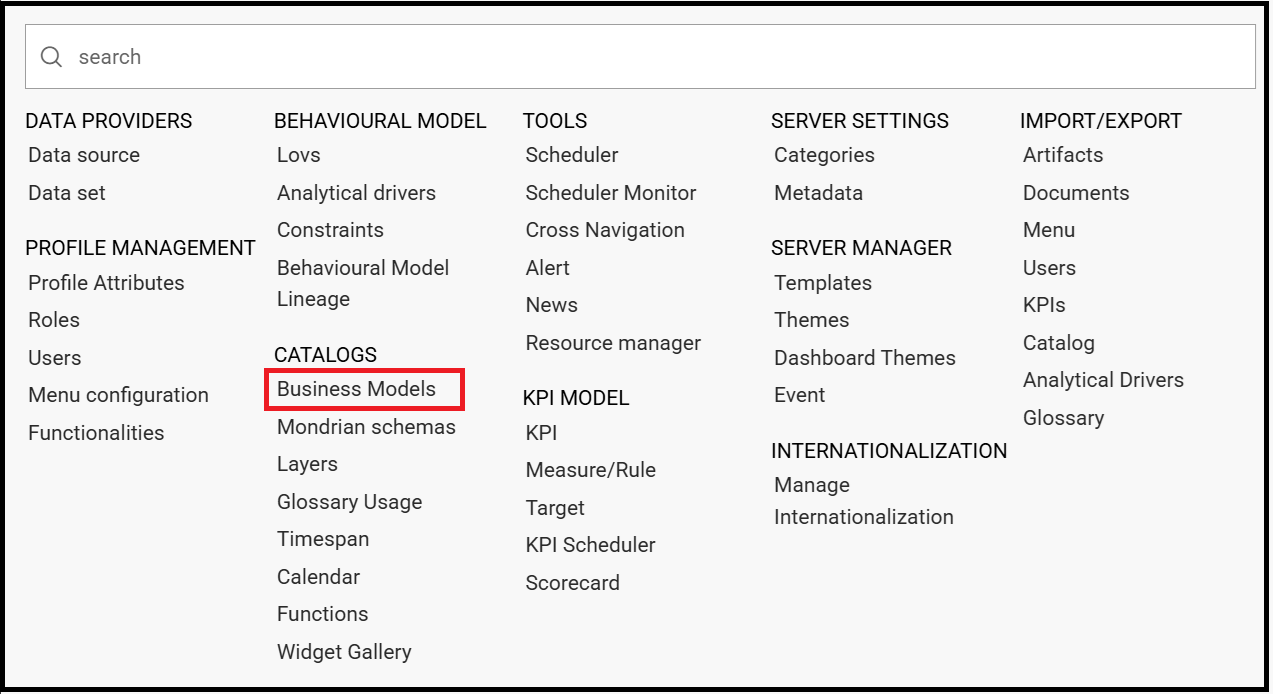 search
DATA PROVIDERS
Data source
Data set
PROFILE MANAGEMENT
Profile Attributes
Roles
Users
Menu configuration
Functionalities
BEHAVIOURAL MODEL
Lovs
Analytical drivers
Constraints
Behavioural Model
Lineage
CATALOGS
Business Models
Mondrian schemas
Layers
Glossary Usage
Timespan
Calendar
Functions
Widget Gallery
TOOLS
Scheduler
Scheduler Monitor
Cross Navigation
Alert
News
Resource manager
KPI MODEL
KPI
Measure/Rule
Target
KPI Scheduler
Scorecard
SERVER SETTINGS
Categories
Metadata
SERVER MANAGER
Templates
Themes
Dashboard Themes
Event
INTERNATIONALIZATION
Manage
Internationalization
IMPORT/EXPORT
Artifacts
Documents
Menu
Users
KPIs
Catalog
Analytical Drivers
Glossary